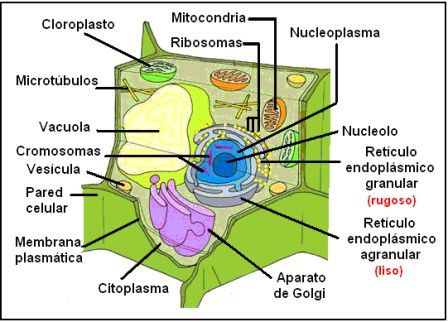 Cloroplasto
Mitocondria
Ribosomas
Nucleoplasma
Microtúbulos
Vacuola
Nucleolo
Cromosomas
Vesícula
Retículo
endoplásmico
granular
(rugoso)
Pared
celular
Retículo
endoplásmico
agranular
(liso)
Membrana
plasmática
Citoplasma
Aparato
de Golgi